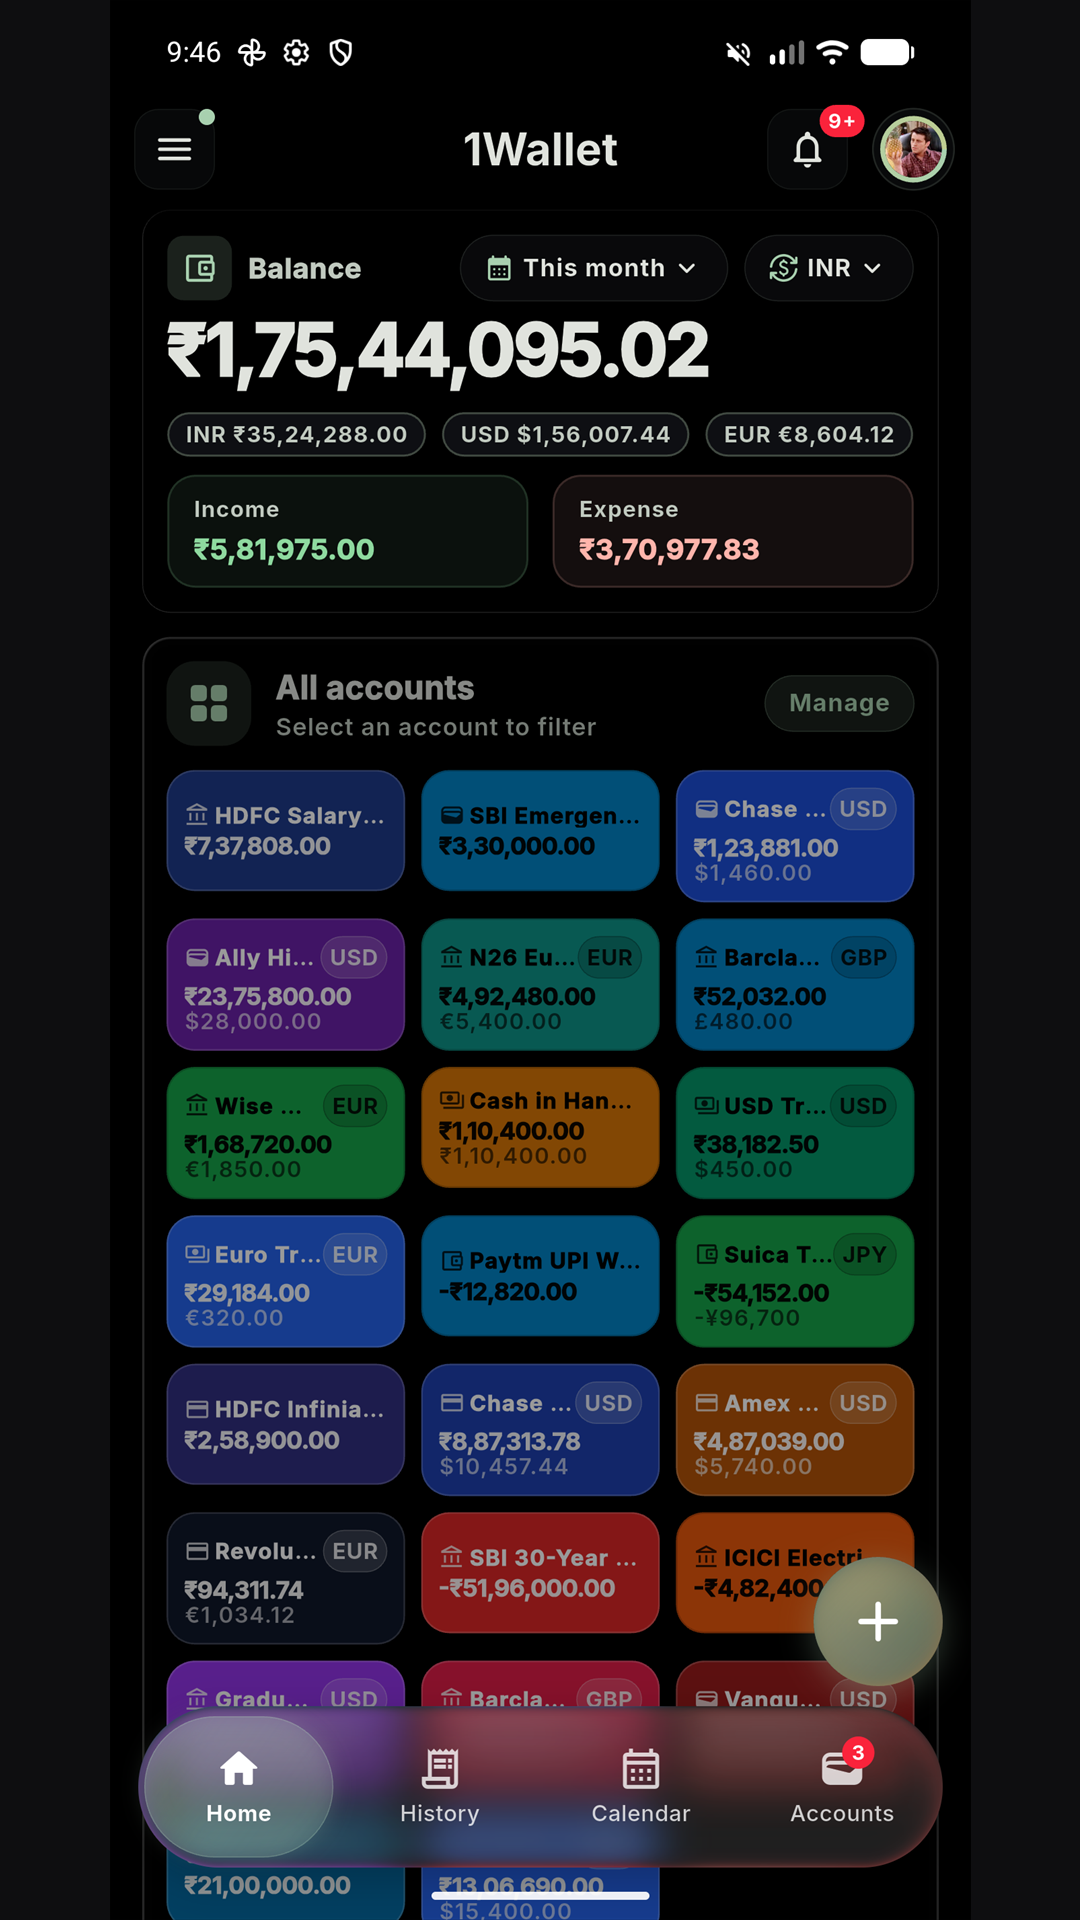 9:46
9+
1Wallet
Balance
This month
INR
₹1,75,44,095.02
INR ₹35,24,288.00
USD $1,56,007.44
EUR €8,604.12
Income
₹5,81,975.00
Expense
₹3,70,977.83
All accounts
Select an account to filter
Manage
HDFC Salary...
₹7,37,808.00
SBI Emergen...
₹3,30,000.00
Chase ... USD
₹1,23,881.00
$1,460.00
Ally Hi... USD
₹23,75,800.00
$28,000.00
N26 Eu... EUR
₹4,92,480.00
€5,400.00
Barcla... GBP
₹52,032.00
£480.00
Wise ... EUR
₹1,68,720.00
€1,850.00
Cash in Han...
₹1,10,400.00
₹1,10,400.00
USD Tr... USD
₹38,182.50
$450.00
Euro Tr... EUR
₹29,184.00
€320.00
Paytm UPI W...
-₹12,820.00
Suica T... JPY
-₹54,152.00
-¥96,700
HDFC Infinia...
₹2,58,900.00
Chase ... USD
₹8,87,313.78
$10,457.44
Amex ... USD
₹4,87,039.00
$5,740.00
Revolu... EUR
₹94,311.74
€1,034.12
SBI 30-Year ...
-₹51,96,000.00
ICICI Electri
-₹4,82,400
Gradu... USD
Barcla... GBP
Vangu... USD
3
Home
History
Calendar
Accounts
₹21,00,000.00
₹13,06,690.00
$15,400.00